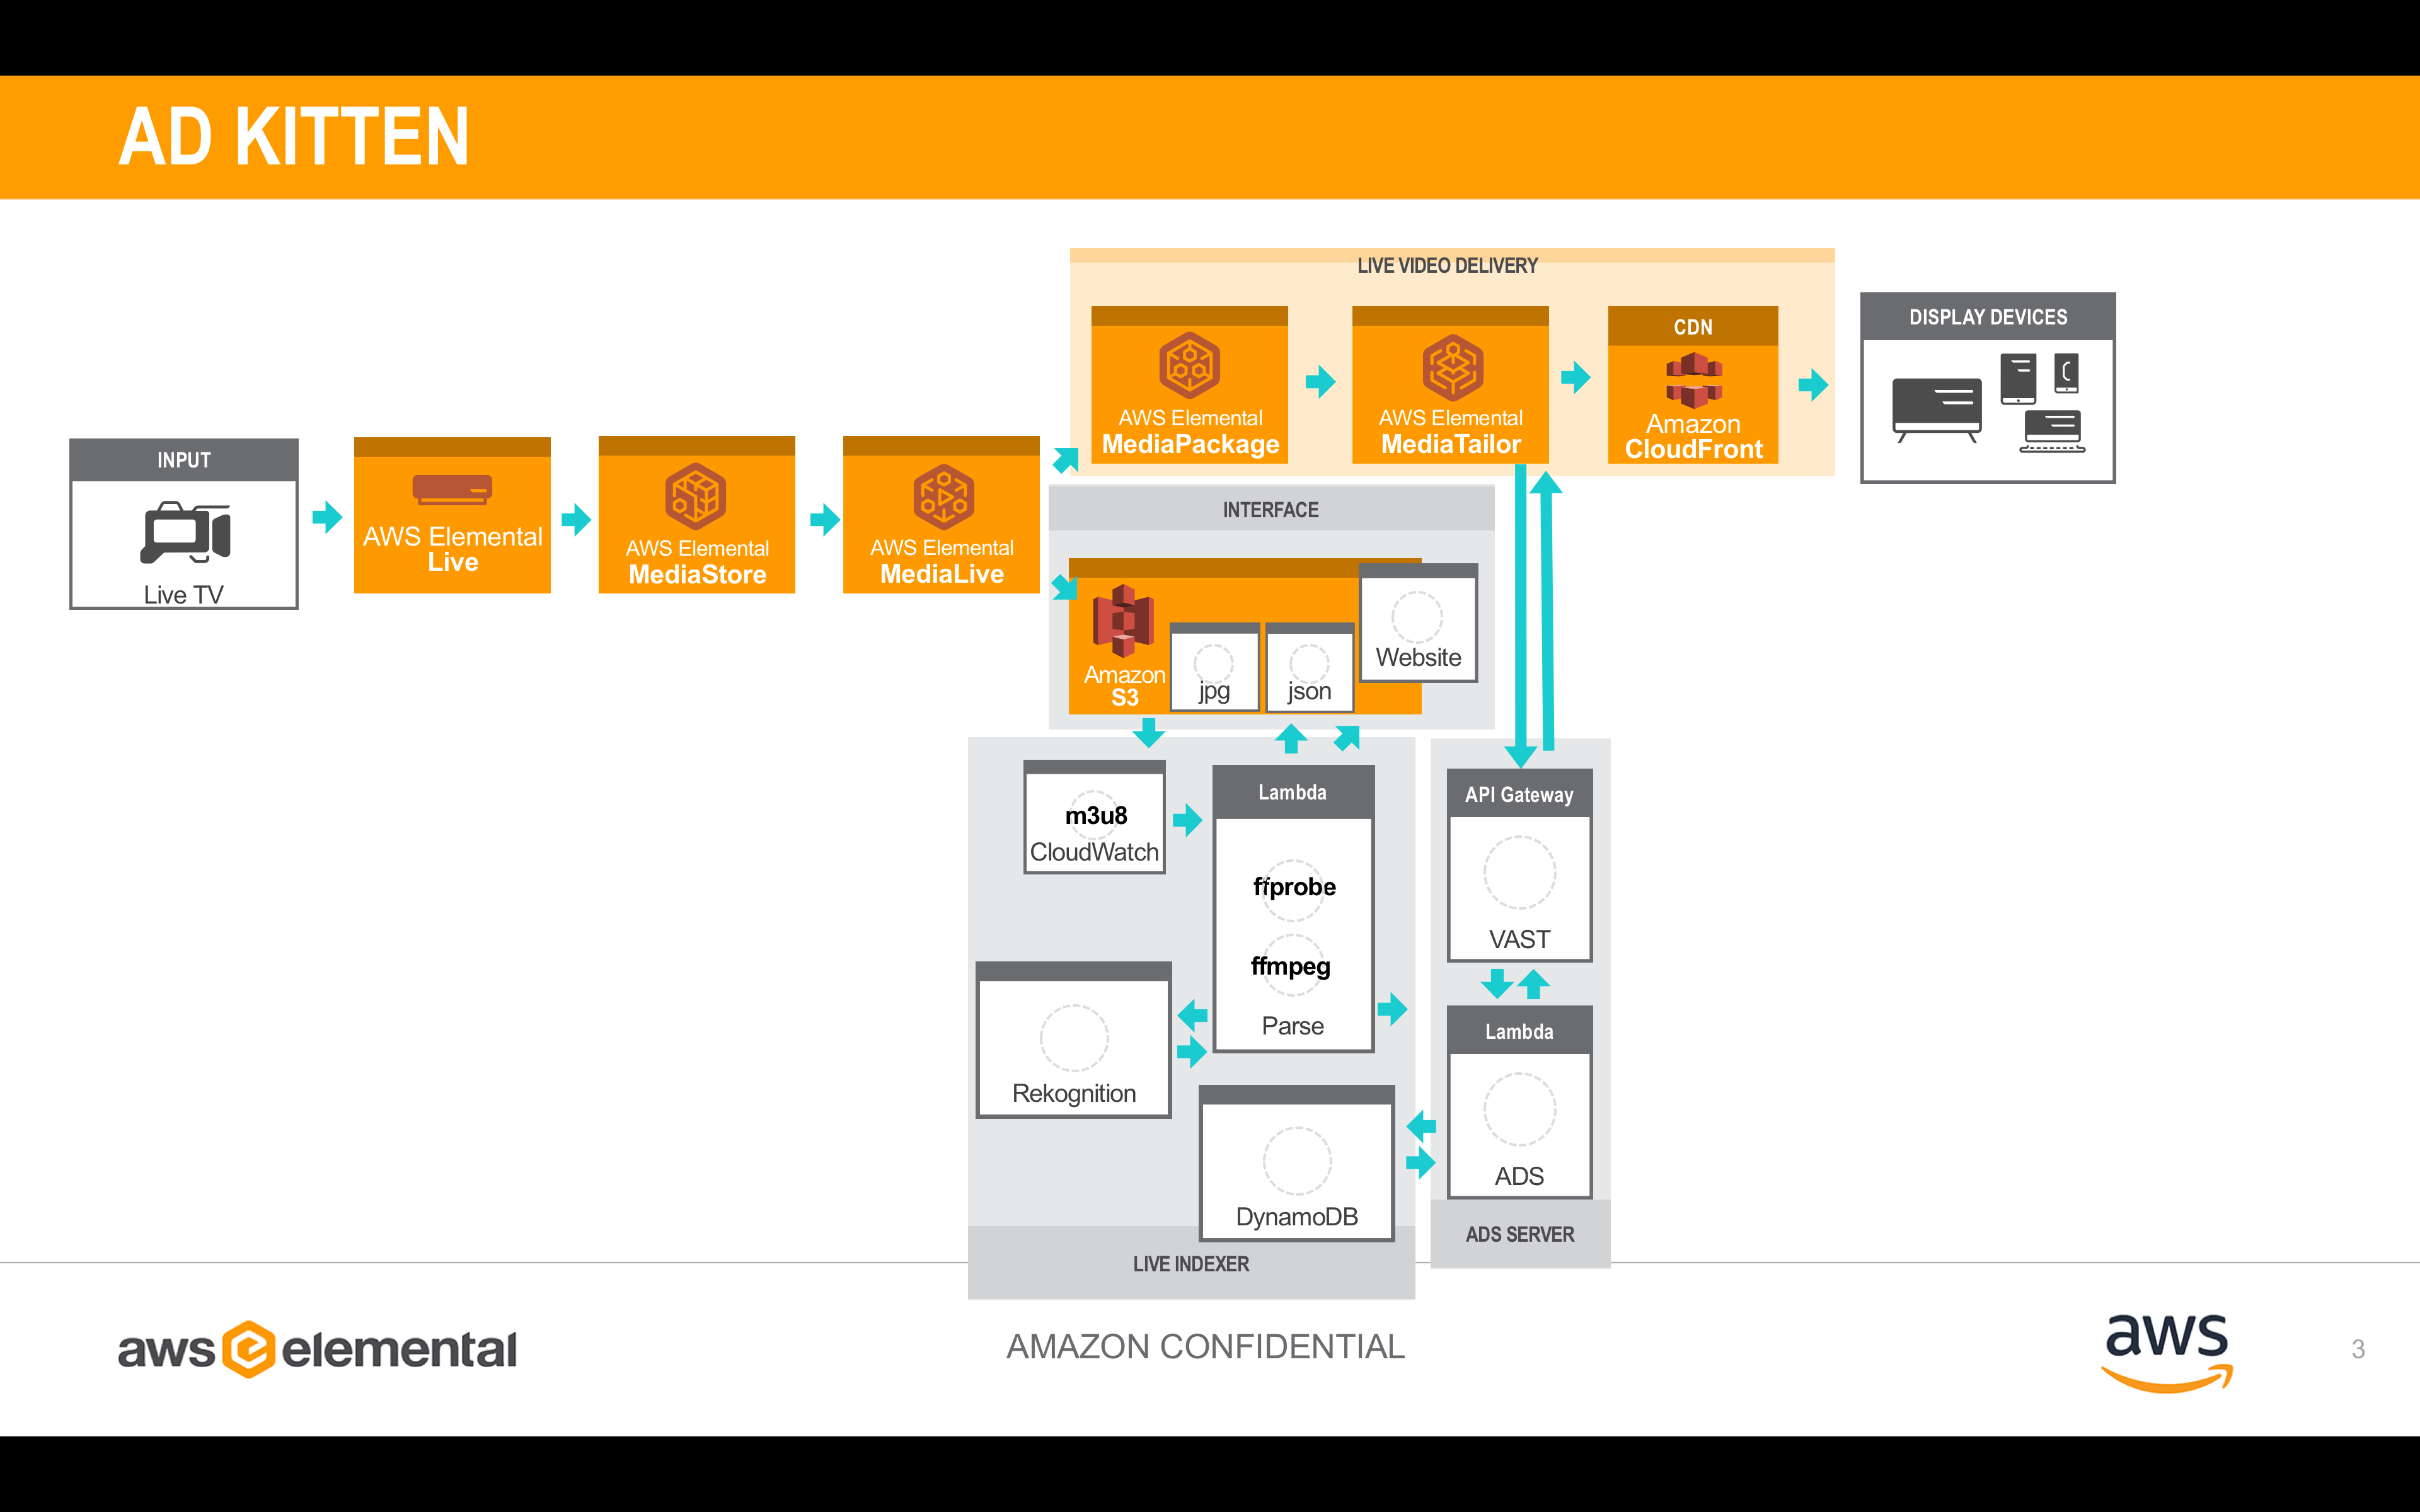 AD KITTEN
LIVE VIDEO DELIVERY
AWS Elemental
MediaPackage
AWS Elemental
MediaTailor
CDN
Amazon
CloudFront
DISPLAY DEVICES
INPUT
Live TV
AWS Elemental
Live
AWS Elemental
MediaStore
AWS Elemental
MediaLive
INTERFACE
Amazon
S3
jpg
json
Website
m3u8
CloudWatch
Lambda
ffprobe
ffmpeg
Parse
Rekognition
DynamoDB
LIVE INDEXER
API Gateway
VAST
Lambda
ADS
ADS SERVER
aws e elemental
AMAZON CONFIDENTIAL
aws
3